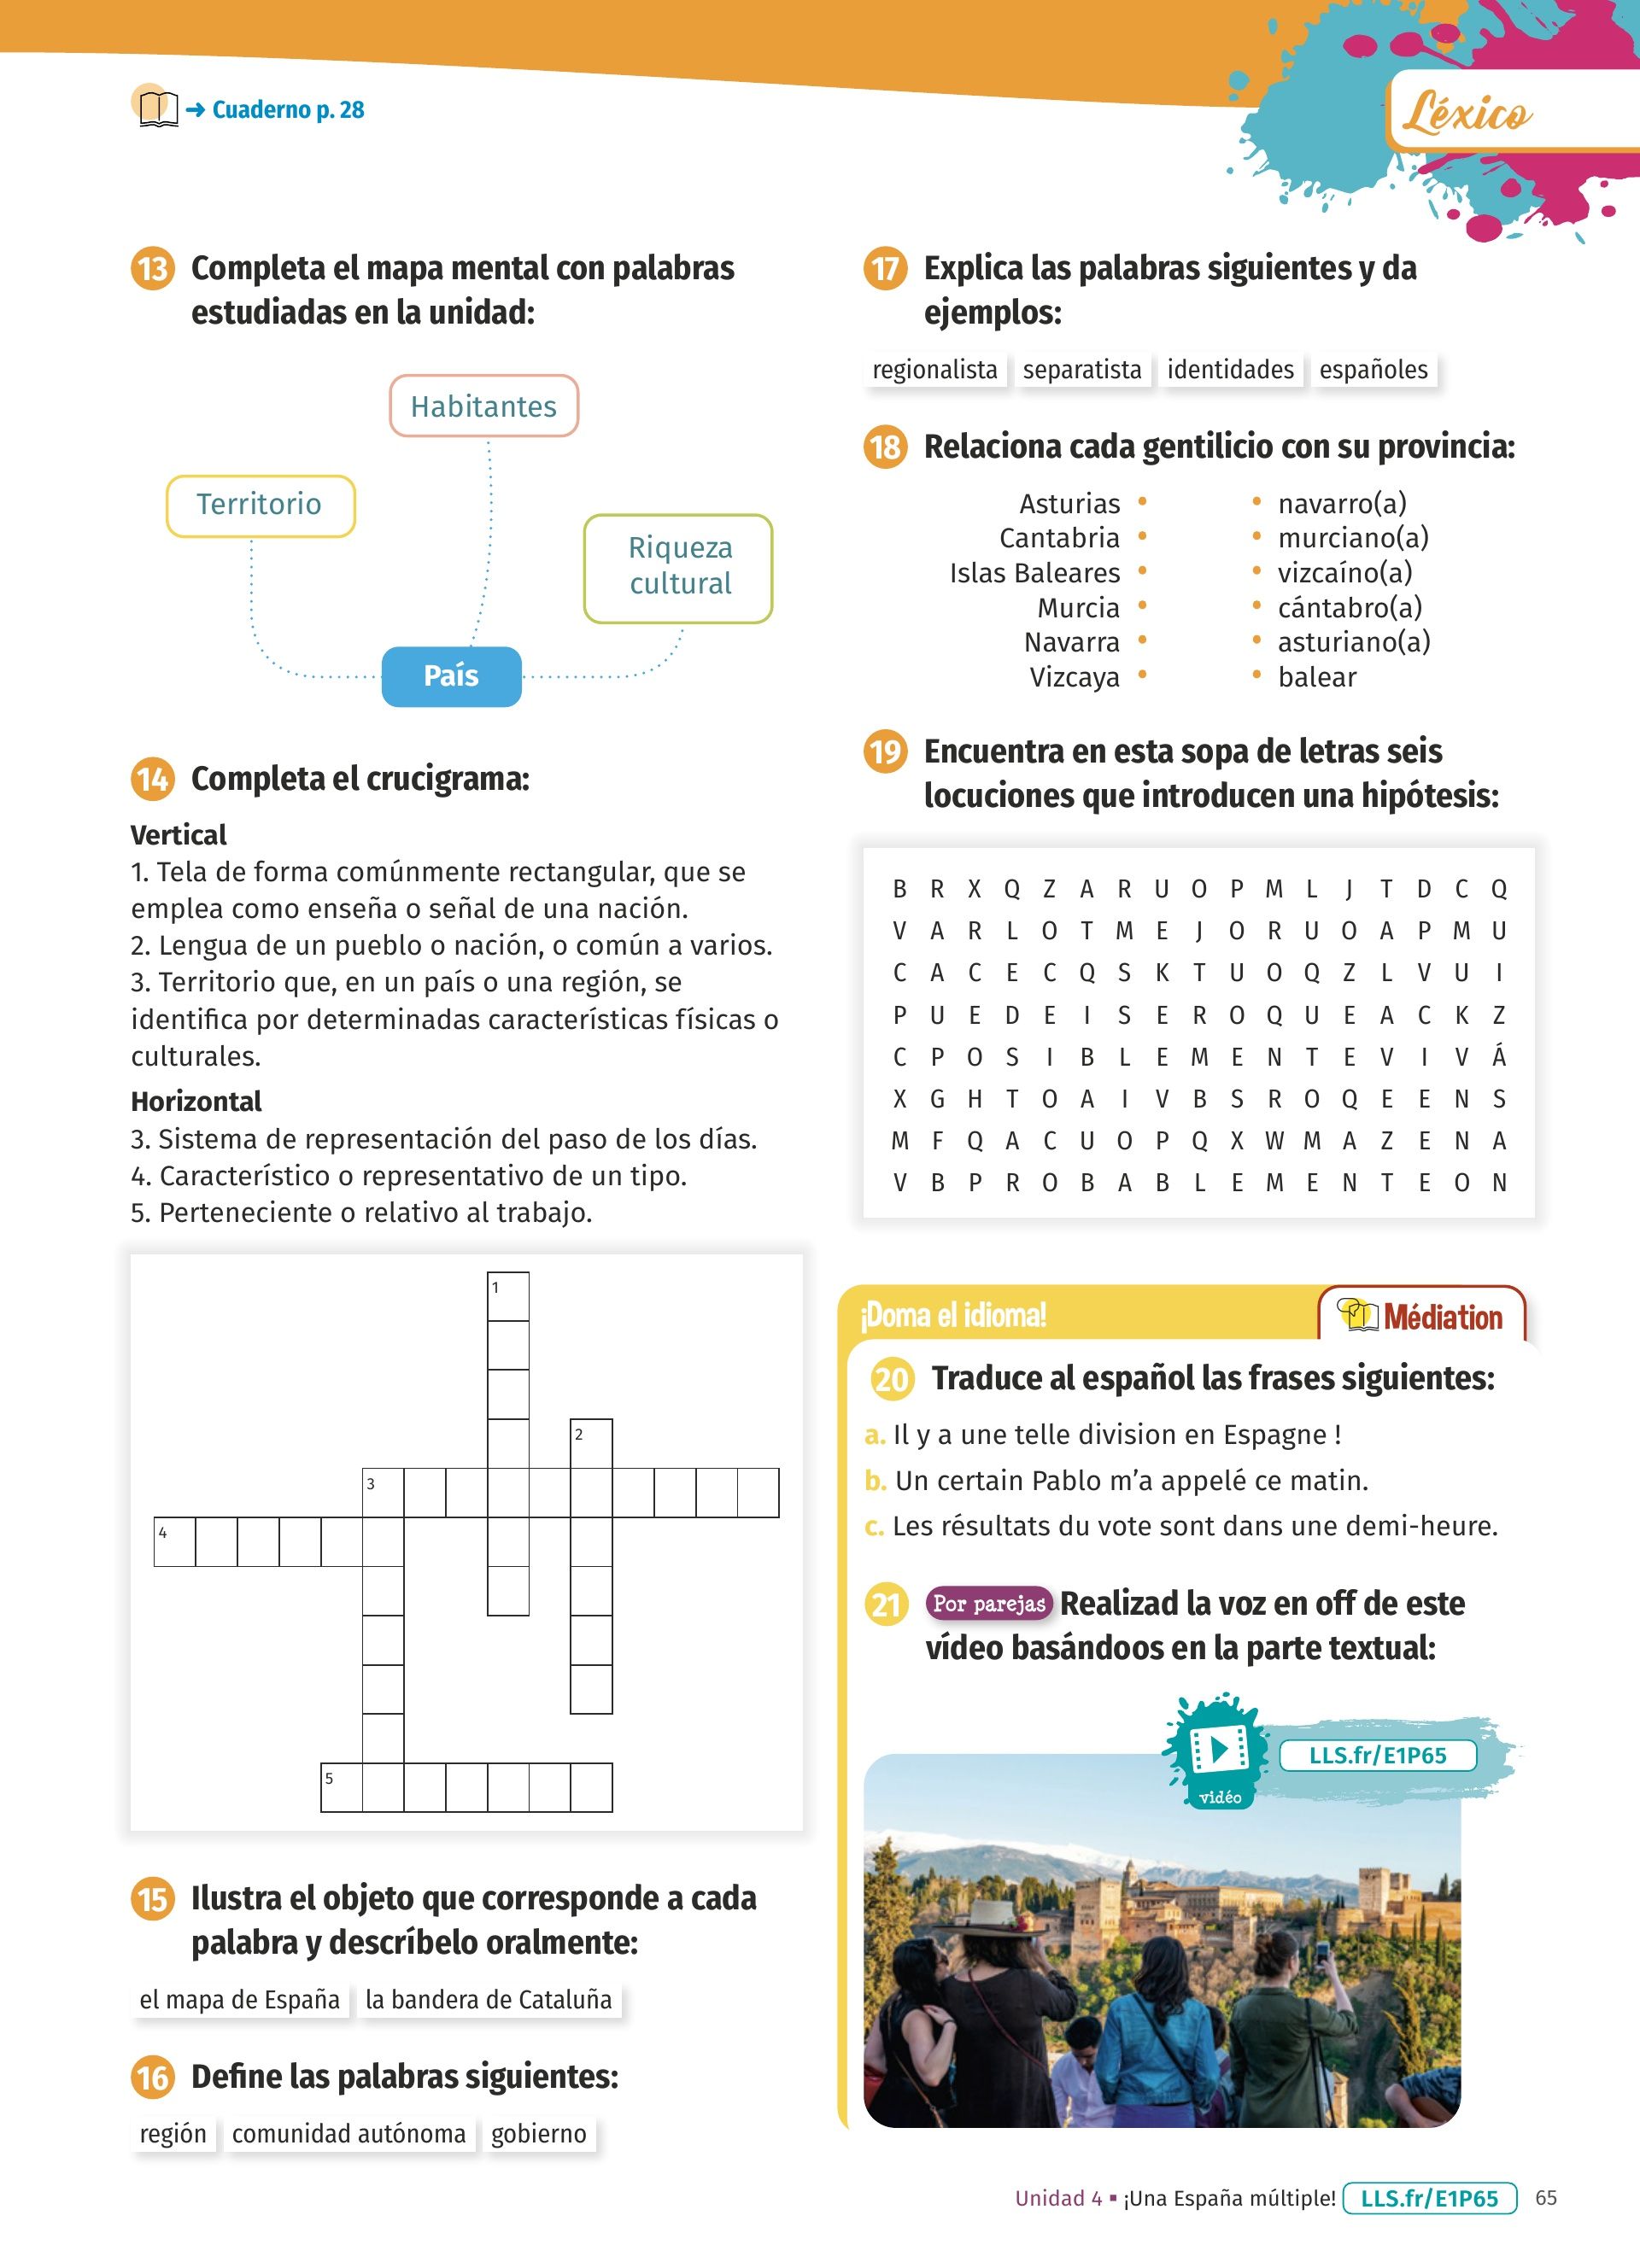 ➜ Cuaderno p. 28
Léxico
13 Completa el mapa mental con palabras
estudiadas en la unidad:
Habitantes
Territorio
Riqueza
cultural
País
14 Completa el crucigrama:
Vertical
1. Tela de forma comúnmente rectangular, que se
emplea como enseña o señal de una nación.
2. Lengua de un pueblo o nación, o común a varios.
3. Territorio que, en un país o una región, se
identifica por determinadas características físicas o
culturales.
Horizontal
3. Sistema de representación del paso de los días.
4. Característico o representativo de un tipo.
5. Perteneciente o relativo al trabajo.
1
2
3
4
5
15 Ilustra el objeto que corresponde a cada
palabra y descríbelo oralmente:
el mapa de España la bandera de Cataluña
16 Define las palabras siguientes:
región comunidad autónoma gobierno
17 Explica las palabras siguientes y da
ejemplos:
regionalista separatista identidades españoles
18 Relaciona cada gentilicio con su provincia:
Asturias • • navarro(a)
Cantabria • • murciano(a)
Islas Baleares • • vizcaíno(a)
Murcia • • cántabro(a)
Navarra • • asturiano(a)
Vizcaya • • balear
19 Encuentra en esta sopa de letras seis
locuciones que introducen una hipótesis:
B R X Q Z A R U O P M L J T D C Q
V A R L O T M E J O R U O A P M U
C A C E C Q S K T U O Q Z L V U I
P U E D E I S E R O Q U E A C K Z
C P O S I B L E M E N T E V I V Á
X G H T O A I V B S R O Q E E N S
M F Q A C U O P Q X W M A Z E N A
V B P R O B A B L E M E N T E O N
¡Doma el idioma!
Médiation
20 Traduce al español las frases siguientes:
a. Il y a une telle division en Espagne !
b. Un certain Pablo m’a appelé ce matin.
c. Les résultats du vote sont dans une demi-heure.
21 Por parejas Realizad la voz en off de este
vídeo basándoos en la parte textual:
vidéo
LLS.fr/E1P65
Unidad 4 ▪ ¡Una España múltiple! LLS.fr/E1P65 65